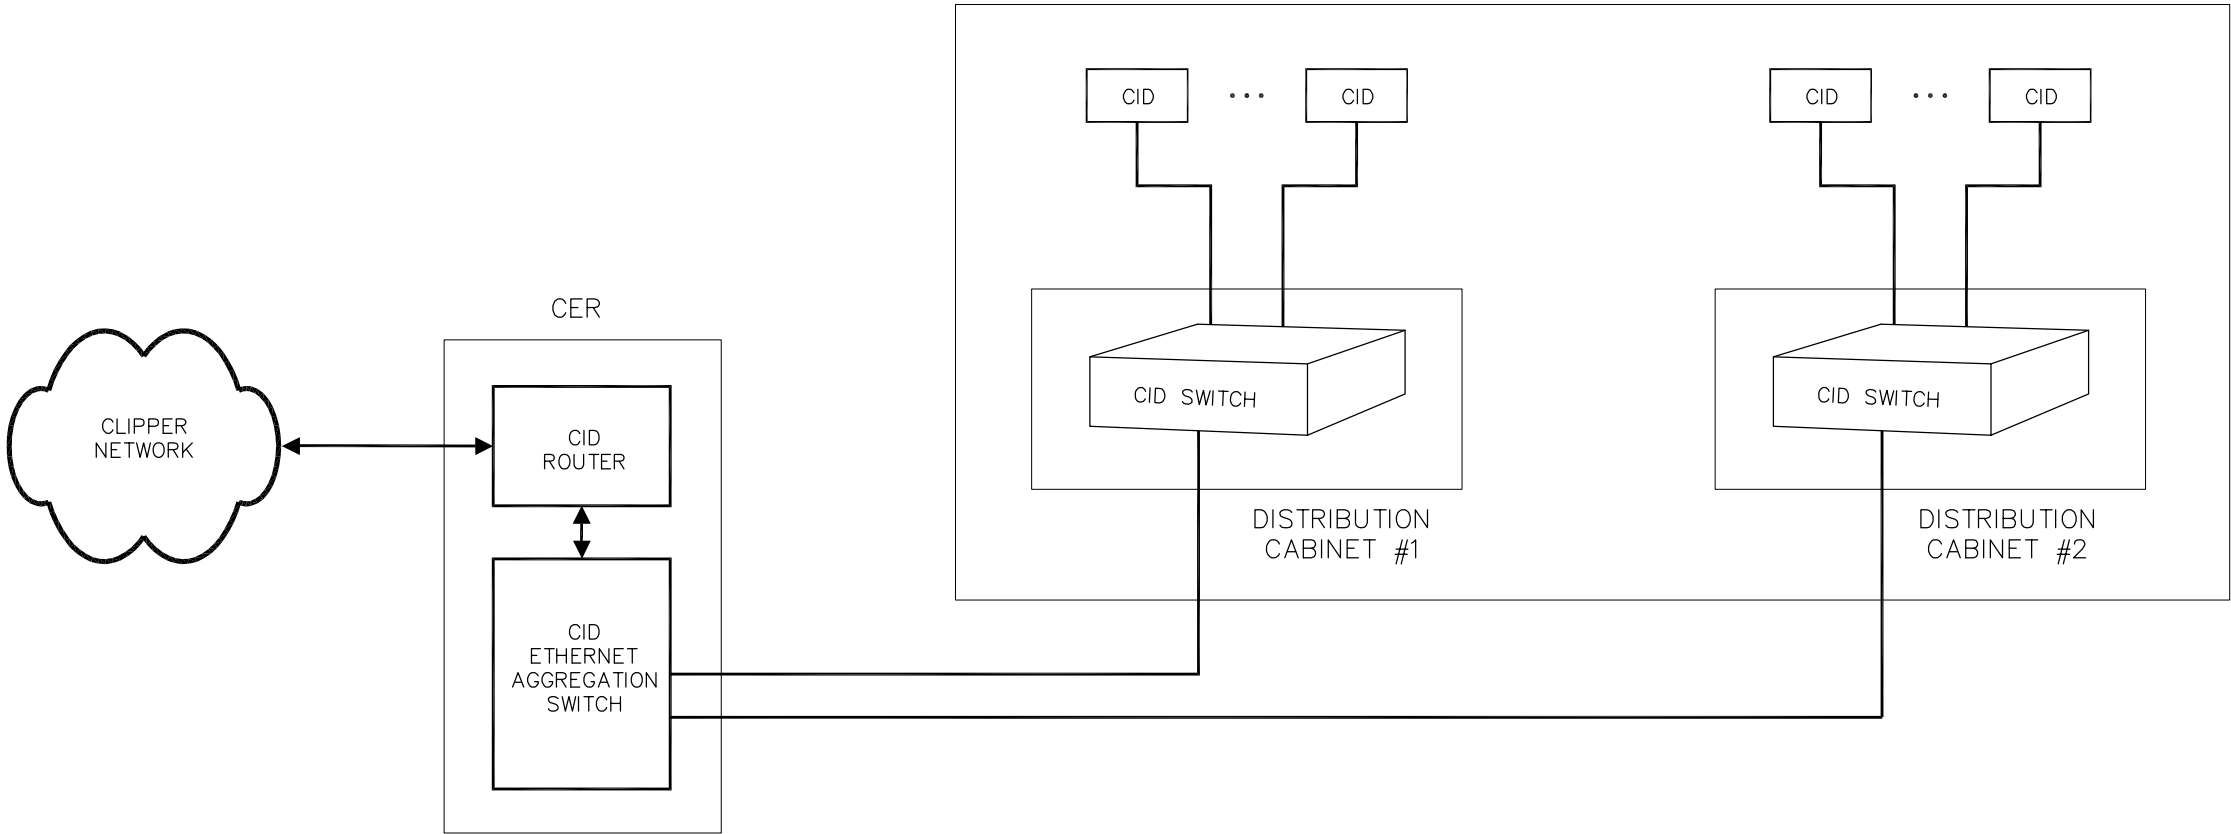 CID
CID
CID
CID
CER
CLIPPER
NETWORK
CID
ROUTER
CID SWITCH
CID SWITCH
DISTRIBUTION
CABINET #1
DISTRIBUTION
CABINET #2
CID
ETHERNET
AGGREGATION
SWITCH